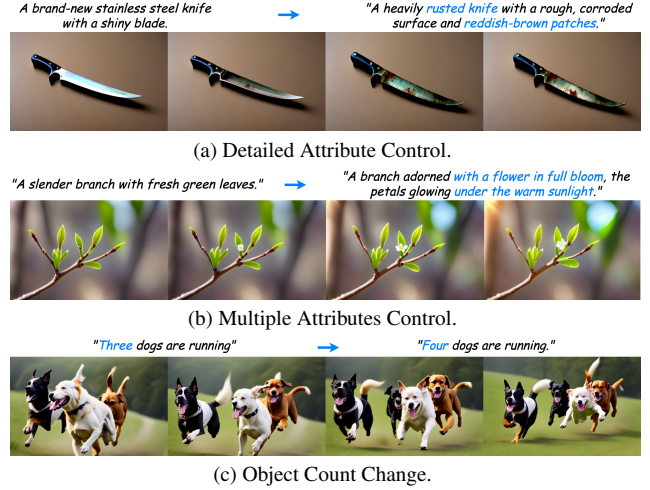 A brand-new stainless steel knife
with a shiny blade.
"A heavily rusted knife with a rough, corroded
surface and reddish-brown patches."
(a) Detailed Attribute Control.
"A slender branch with fresh green leaves."
"A branch adorned with a flower in full bloom, the
petals glowing under the warm sunlight."
(b) Multiple Attributes Control.
"Three dogs are running"
"Four dogs are running."
(c) Object Count Change.